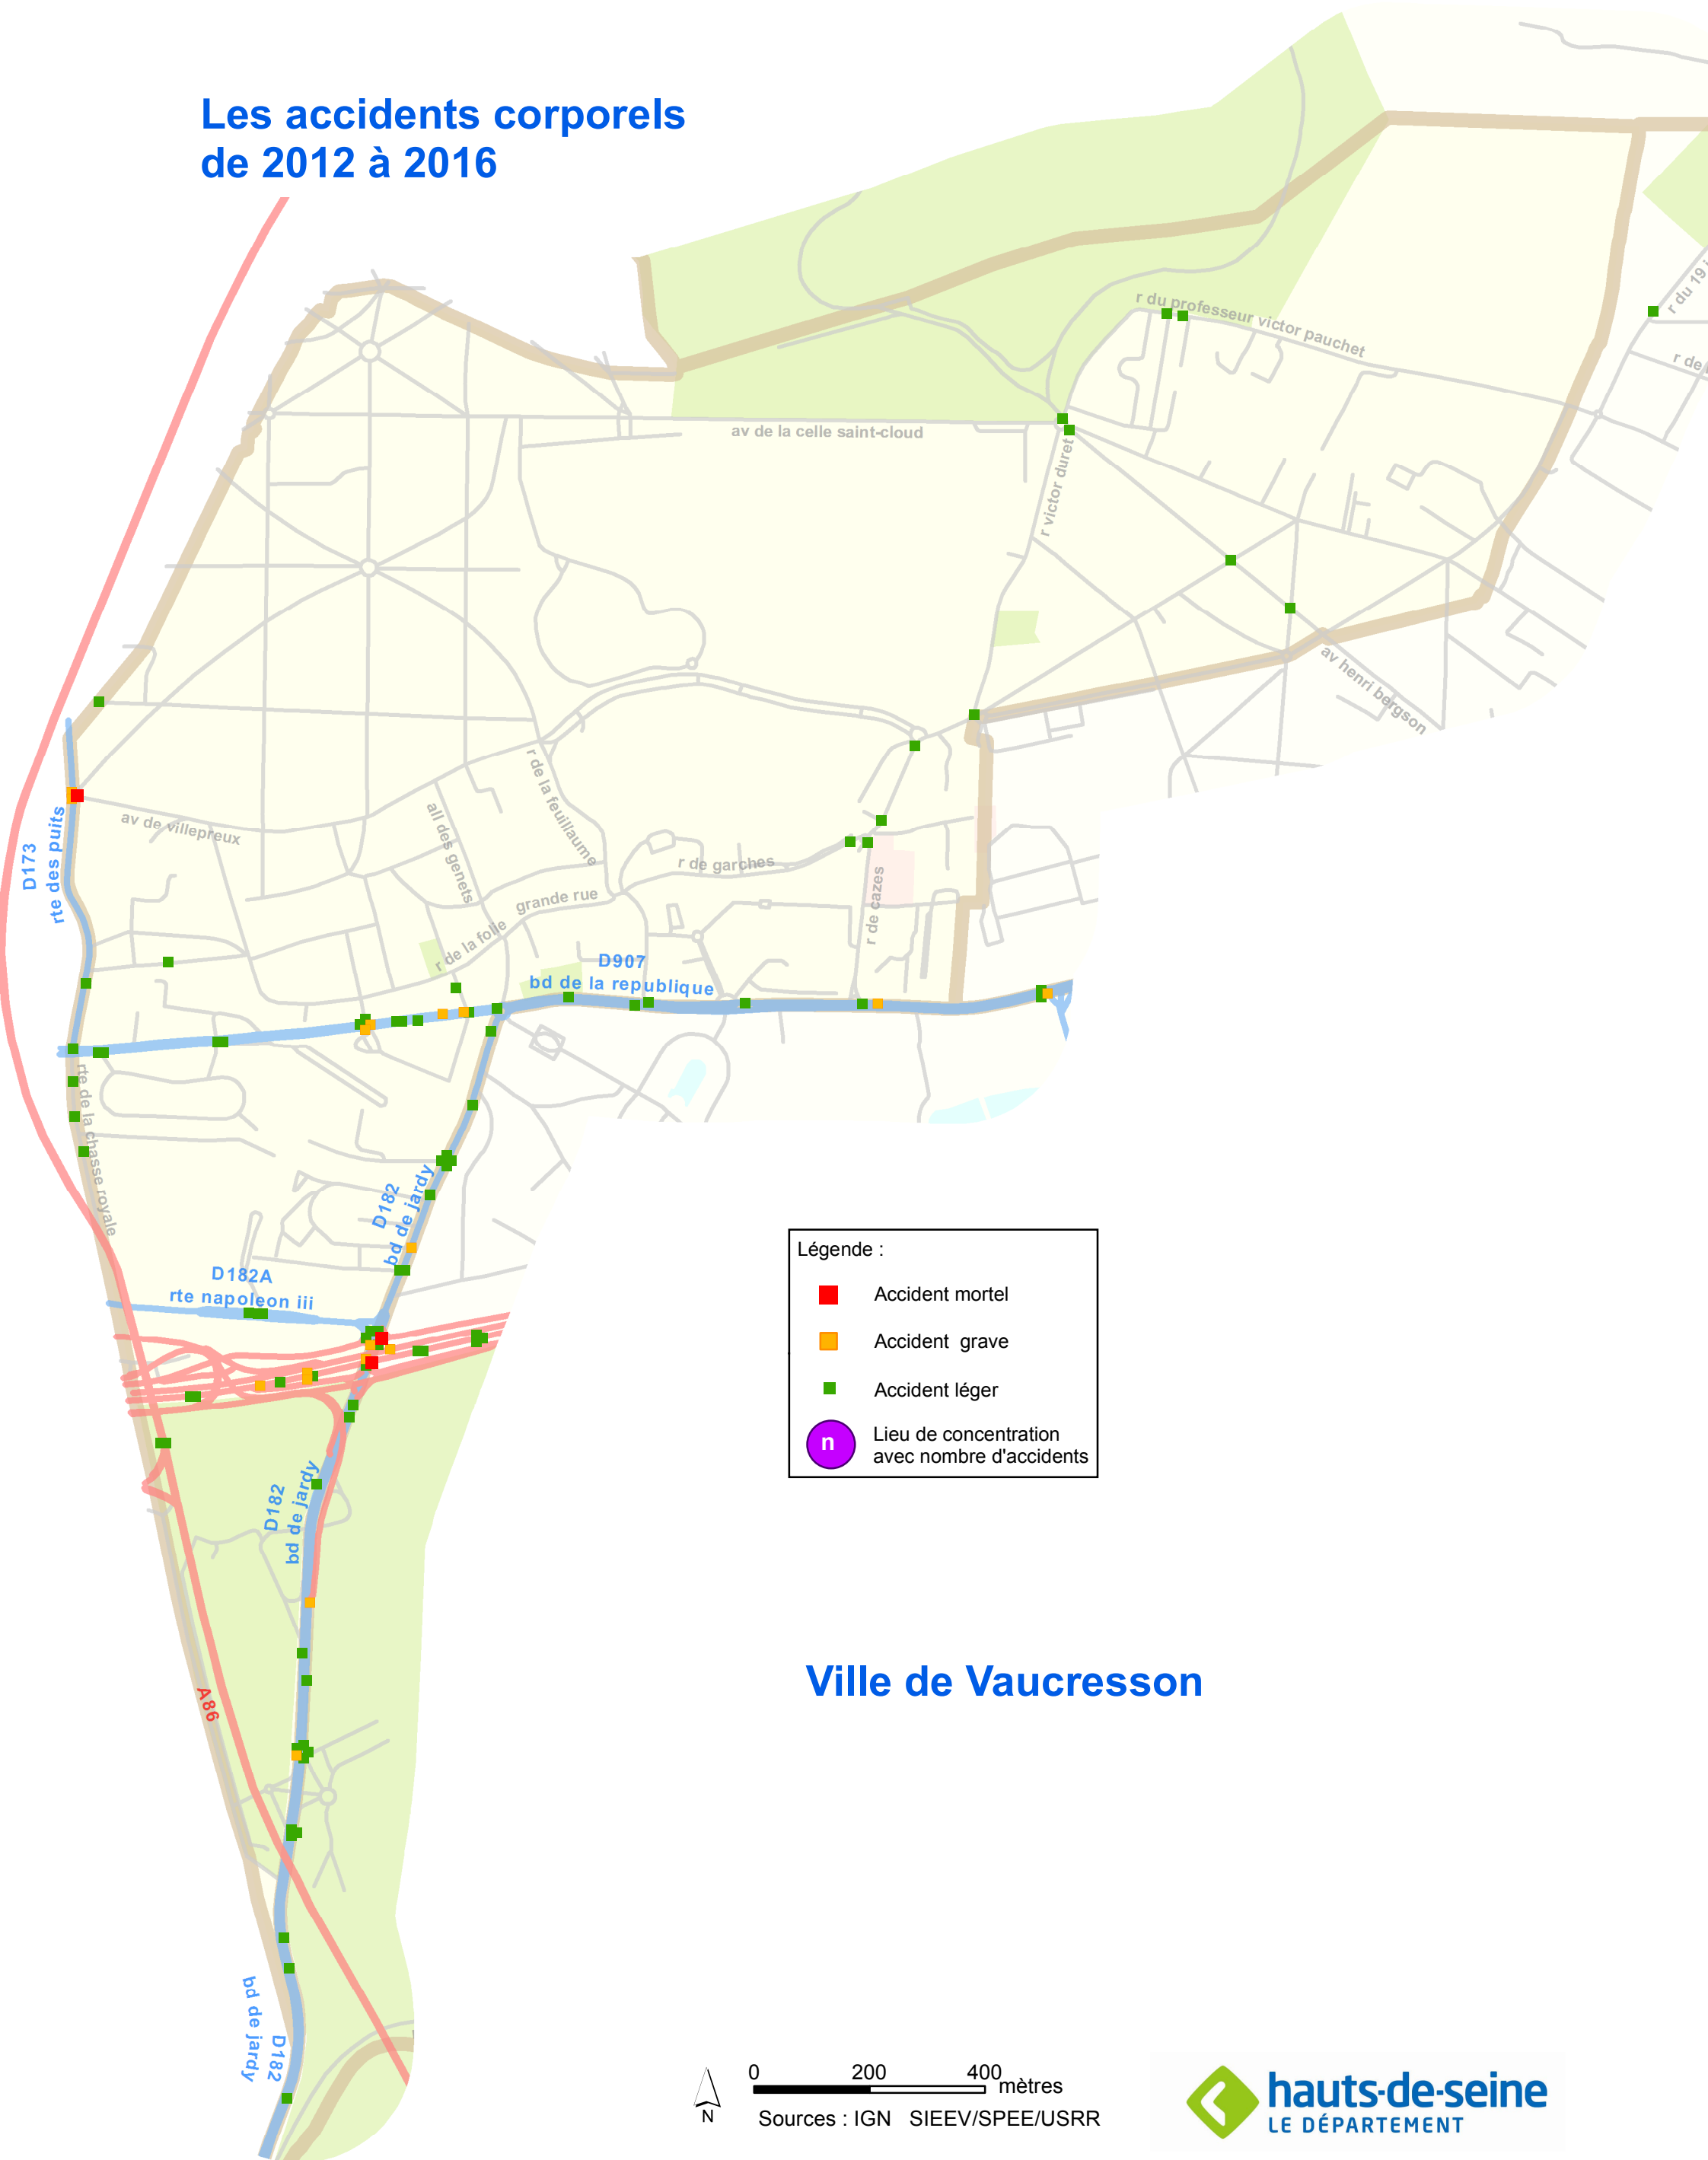 Les accidents corporels
de 2012 à 2016
r du professeur victor pauchet
r du 19 j
r de
av de la celle saint-cloud
r victor duret
av henri bergson
r de la feuillaume
all des genets
av de villepreux
D173
rte des puits
r de garches
grande rue
r de cazes
r de la folie
D907
bd de la republique
rte de la chasse royale
D182
bd de jardy
D182A
rte napoleon iii
Légende :
Accident mortel
Accident  grave
Accident léger
n
Lieu de concentration
avec nombre d'accidents
D182
bd de jardy
A86
Ville de Vaucresson
bd de jardy
D182
0 200 400
mètres
N
Sources : IGN   SIEEV/SPEE/USRR
hauts-de-seine
LE DÉPARTEMENT